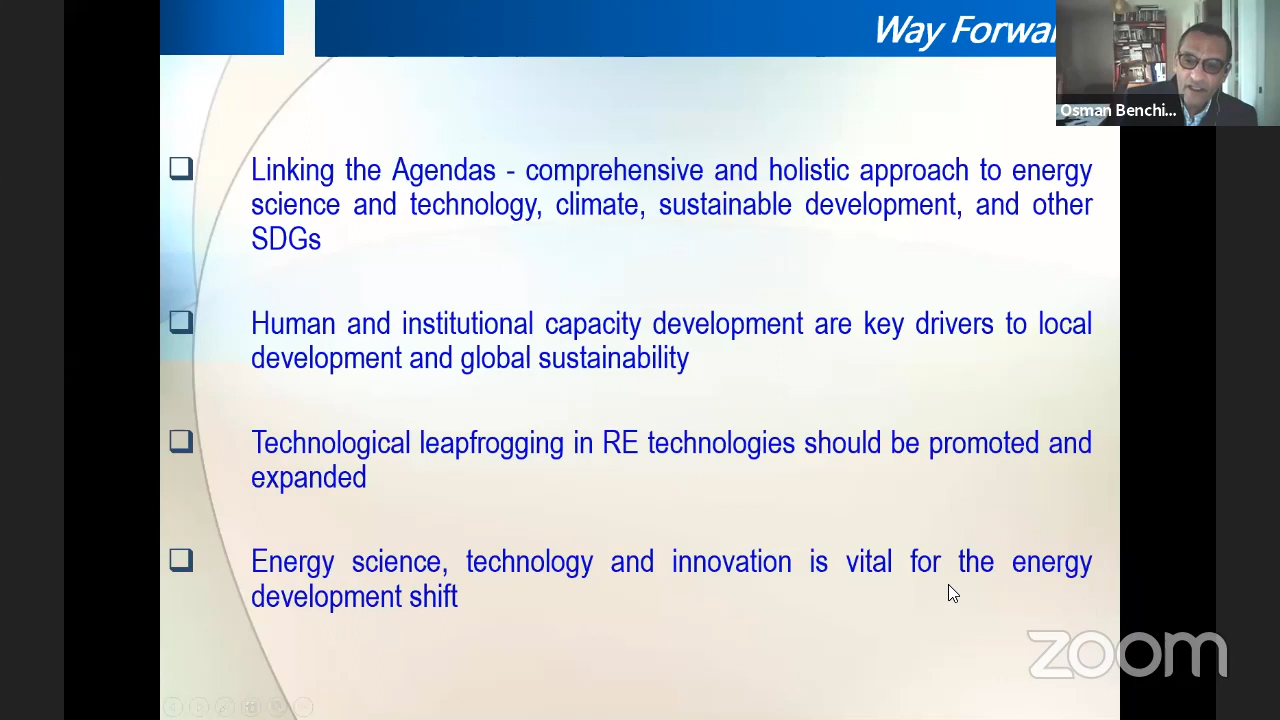 Way Forwar
Osman Benchi...
Linking the Agendas - comprehensive and holistic approach to energy
science and technology, climate, sustainable development, and other
SDGs
Human and institutional capacity development are key drivers to local
development and global sustainability
Technological leapfrogging in RE technologies should be promoted and
expanded
Energy science, technology and innovation is vital for the energy
development shift
zoom